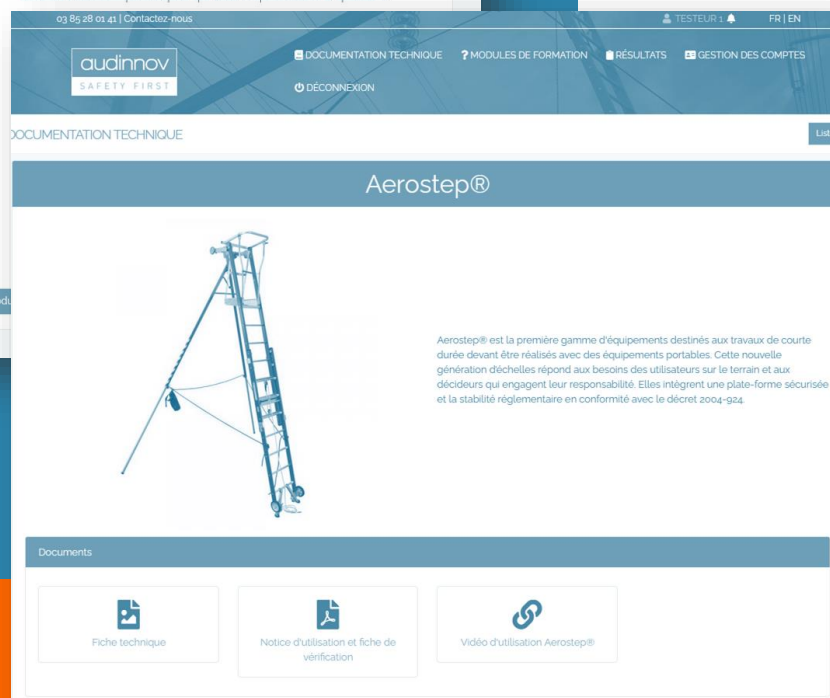 03 85 28 01 41 | Contactez-nous
TESTEUR 1
FR | EN
audinnov
SAFETY FIRST
DOCUMENTATION TECHNIQUE
? MODULES DE FORMATION
RÉSULTATS
GESTION DES COMPTES
DÉCONNEXION
DOCUMENTATION TECHNIQUE
List
Aerostep®
Aerostep® est la première gamme d'équipements destinés aux travaux de courte
durée devant être réalisés avec des équipements portables. Cette nouvelle
génération d'échelles répond aux besoins des utilisateurs sur le terrain et aux
décideurs qui engagent leur responsabilité. Elles intègrent une plate-forme sécurisée
et la stabilité réglementaire en conformité avec le décret 2004-924.
Documents
Fiche technique
Notice d'utilisation et fiche de
vérification
Vidéo d'utilisation Aerostep®